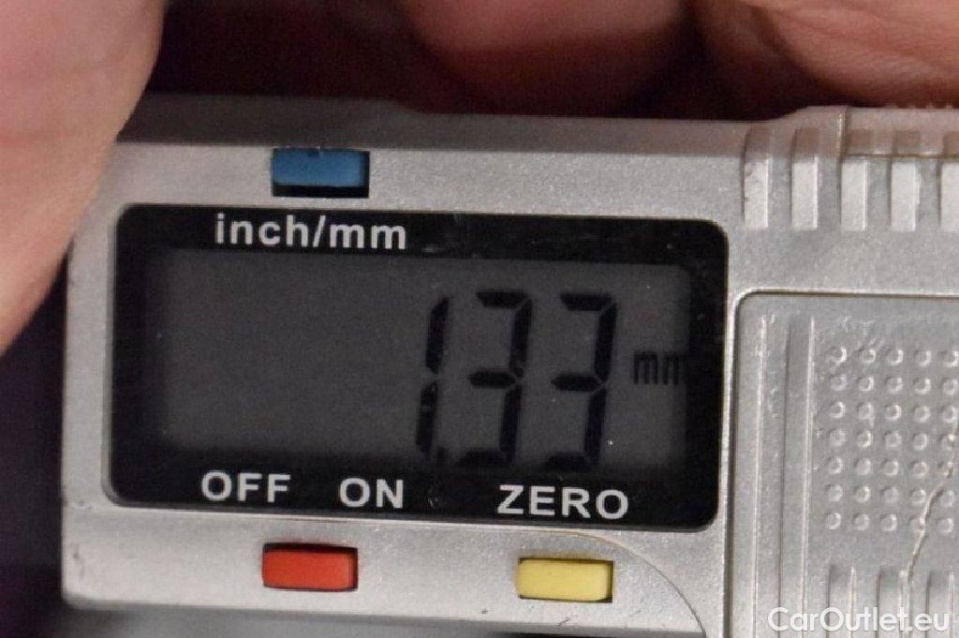 inch/mm
1.33 mm
OFF ON ZERO
CarOutlet.eu